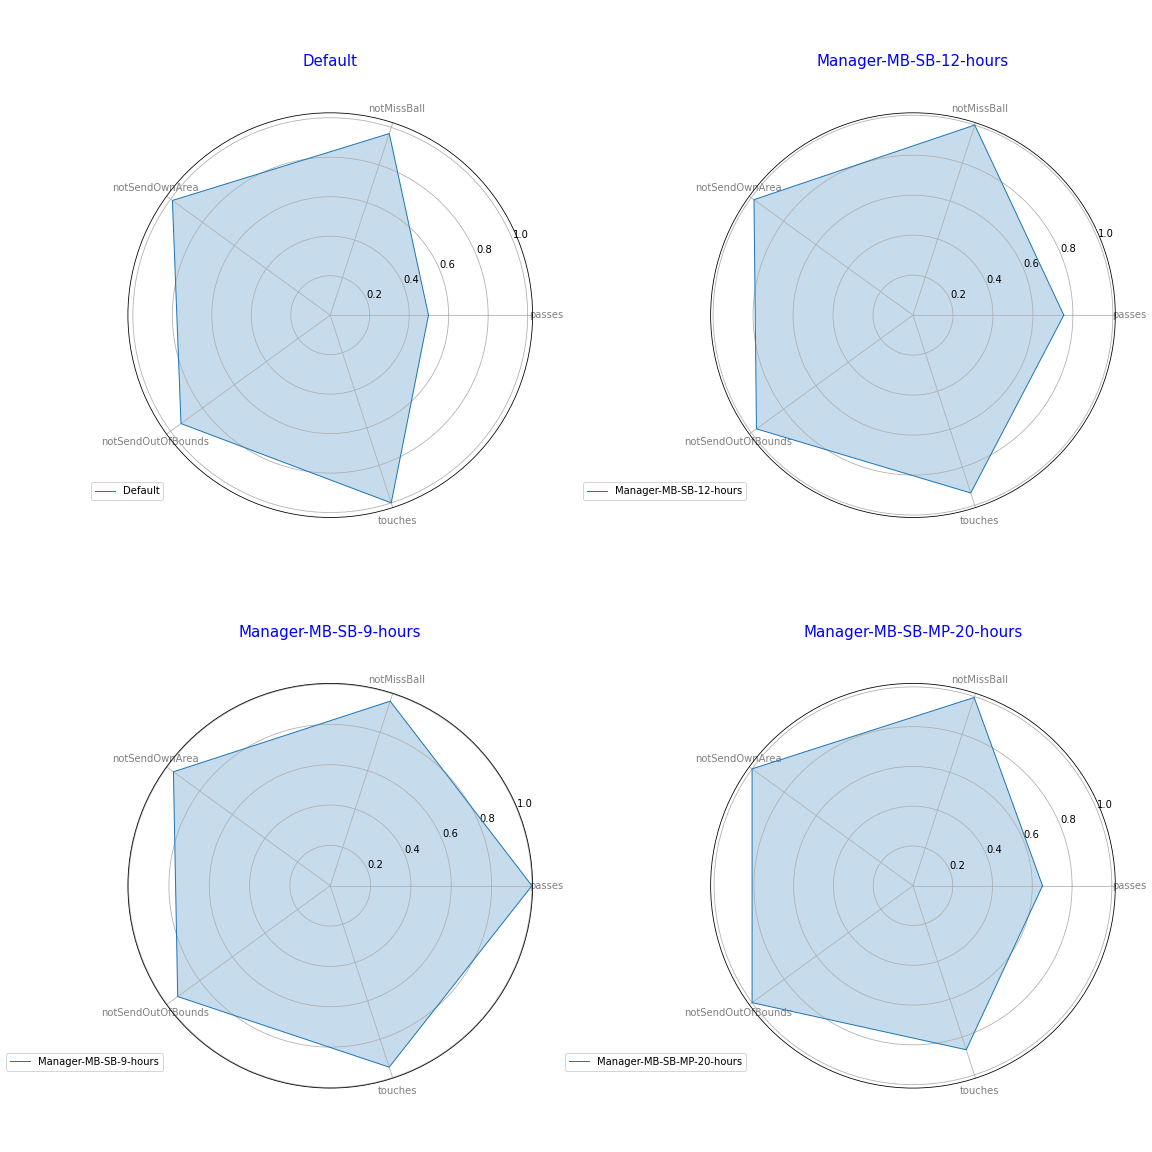 Default
notMissBall
notSendOwnArea
1.0
0.8
0.6
0.4
0.2
passes
notSendOutOfBounds
touches
Default
Manager-MB-SB-12-hours
notMissBall
notSendOwnArea
1.0
0.8
0.6
0.4
0.2
passes
notSendOutOfBounds
touches
Manager-MB-SB-12-hours
Manager-MB-SB-9-hours
notMissBall
notSendOwnArea
1.0
0.8
0.6
0.4
0.2
passes
notSendOutOfBounds
touches
Manager-MB-SB-9-hours
Manager-MB-SB-MP-20-hours
notMissBall
notSendOwnArea
1.0
0.8
0.6
0.4
0.2
passes
notSendOutOfBounds
touches
Manager-MB-SB-MP-20-hours